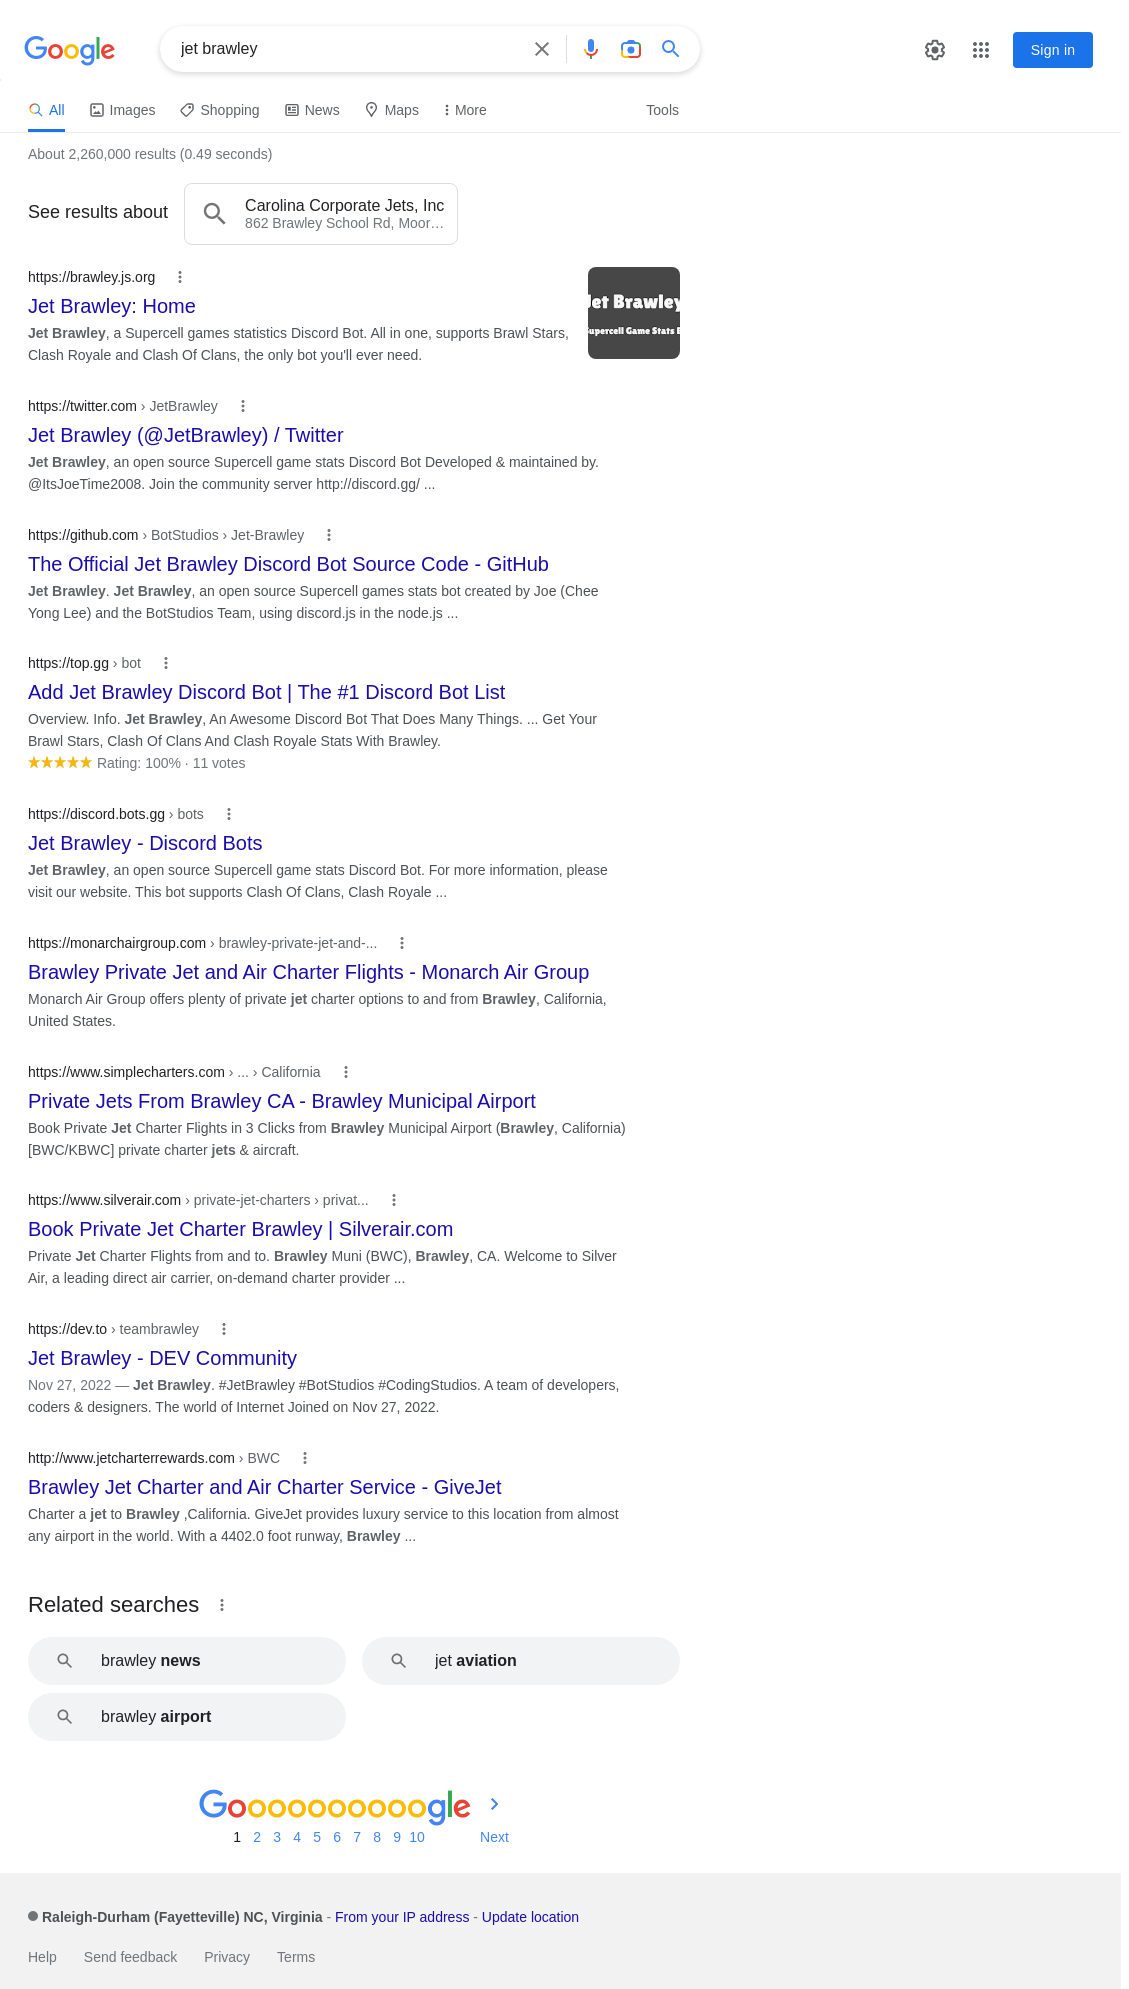 Google
jet brawley
Sign in
All
Images
Shopping
News
Maps
More
Tools
About 2,260,000 results (0.49 seconds)
See results about
Carolina Corporate Jets, Inc
862 Brawley School Rd, Moor…
https://brawley.js.org
Jet Brawley: Home
Jet Brawley, a Supercell games statistics Discord Bot. All in one, supports Brawl Stars,
Clash Royale and Clash Of Clans, the only bot you'll ever need.
Jet Brawley
Supercell Game Stats
https://twitter.com › JetBrawley
Jet Brawley (@JetBrawley) / Twitter
Jet Brawley, an open source Supercell game stats Discord Bot Developed & maintained by.
@ItsJoeTime2008. Join the community server http://discord.gg/ ...
https://github.com › BotStudios › Jet-Brawley
The Official Jet Brawley Discord Bot Source Code - GitHub
Jet Brawley. Jet Brawley, an open source Supercell games stats bot created by Joe (Chee
Yong Lee) and the BotStudios Team, using discord.js in the node.js ...
https://top.gg › bot
Add Jet Brawley Discord Bot | The #1 Discord Bot List
Overview. Info. Jet Brawley, An Awesome Discord Bot That Does Many Things. ... Get Your
Brawl Stars, Clash Of Clans And Clash Royale Stats With Brawley.
Rating: 100% · 11 votes
https://discord.bots.gg › bots
Jet Brawley - Discord Bots
Jet Brawley, an open source Supercell game stats Discord Bot. For more information, please
visit our website. This bot supports Clash Of Clans, Clash Royale ...
https://monarchairgroup.com › brawley-private-jet-and-...
Brawley Private Jet and Air Charter Flights - Monarch Air Group
Monarch Air Group offers plenty of private jet charter options to and from Brawley, California,
United States.
https://www.simplecharters.com › ... › California
Private Jets From Brawley CA - Brawley Municipal Airport
Book Private Jet Charter Flights in 3 Clicks from Brawley Municipal Airport (Brawley, California)
[BWC/KBWC] private charter jets & aircraft.
https://www.silverair.com › private-jet-charters › privat...
Book Private Jet Charter Brawley | Silverair.com
Private Jet Charter Flights from and to. Brawley Muni (BWC), Brawley, CA. Welcome to Silver
Air, a leading direct air carrier, on-demand charter provider ...
https://dev.to › teambrawley
Jet Brawley - DEV Community
Nov 27, 2022 — Jet Brawley. #JetBrawley #BotStudios #CodingStudios. A team of developers,
coders & designers. The world of Internet Joined on Nov 27, 2022.
http://www.jetcharterrewards.com › BWC
Brawley Jet Charter and Air Charter Service - GiveJet
Charter a jet to Brawley ,California. GiveJet provides luxury service to this location from almost
any airport in the world. With a 4402.0 foot runway, Brawley ...
Related searches
brawley news
jet aviation
brawley airport
Goooooooooogle
1 2 3 4 5 6 7 8 9 10 Next
Raleigh-Durham (Fayetteville) NC, Virginia - From your IP address - Update location
Help Send feedback Privacy Terms